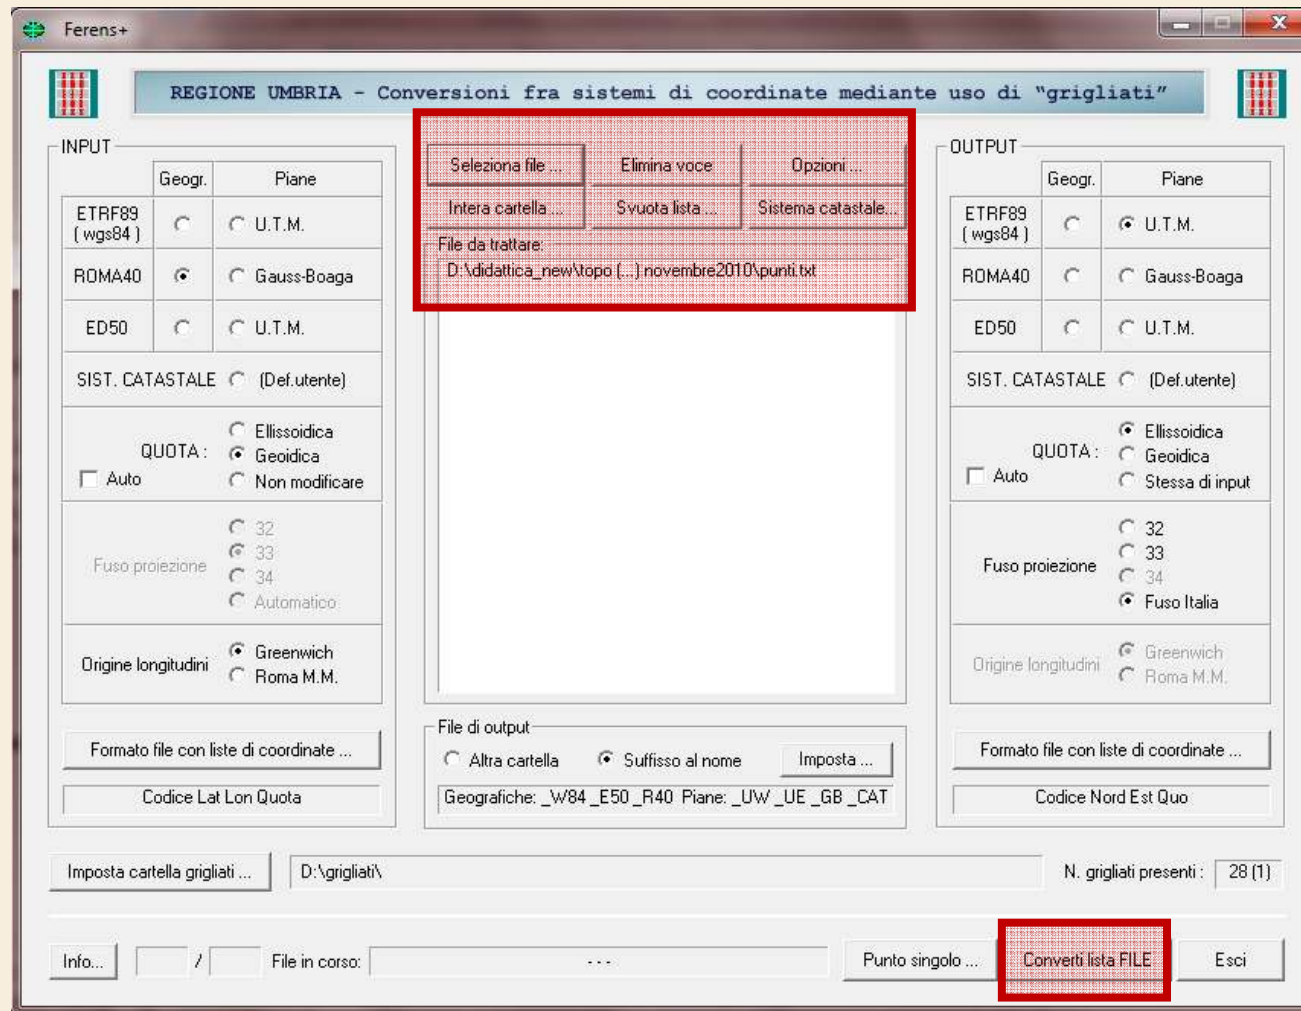 Ferens+
REGIONE UMBRIA - Conversioni fra sistemi di coordinate mediante uso di "grigliati"
INPUT
Geogr. Piane
ETRF89 (wgs84) U.T.M.
ROMA40 Gauss-Boaga
ED50 U.T.M.
SIST. CATASTALE (Def.utente)
QUOTA :
Auto
Ellissoidica
Geoidica
Non modificare
Fuso proiezione
32
33
34
Automatico
Origine longitudini
Greenwich
Roma M.M.
Formato file con liste di coordinate ...
Codice Lat Lon Quota
Seleziona file ... Elimina voce Opzioni ...
Intera cartella ... Svuota lista ... Sistema catastale...
File da trattare:
D:\didattica_new\topo (...) novembre2010\punti.txt
File di output
Altra cartella Suffisso al nome Imposta ...
Geografiche: _W84 _E50 _R40 Piane: _UW _UE _GB _CAT
OUTPUT
Geogr. Piane
ETRF89 (wgs84) U.T.M.
ROMA40 Gauss-Boaga
ED50 U.T.M.
SIST. CATASTALE (Def.utente)
QUOTA :
Auto
Ellissoidica
Geoidica
Stessa di input
Fuso proiezione
32
33
34
Fuso Italia
Origine longitudini
Greenwich
Roma M.M.
Formato file con liste di coordinate ...
Codice Nord Est Quo
Imposta cartella grigliati ... D:\grigliati\ N. grigliati presenti : 28 (1)
Info... / File in corso: - - - Punto singolo ... Converti lista FILE Esci